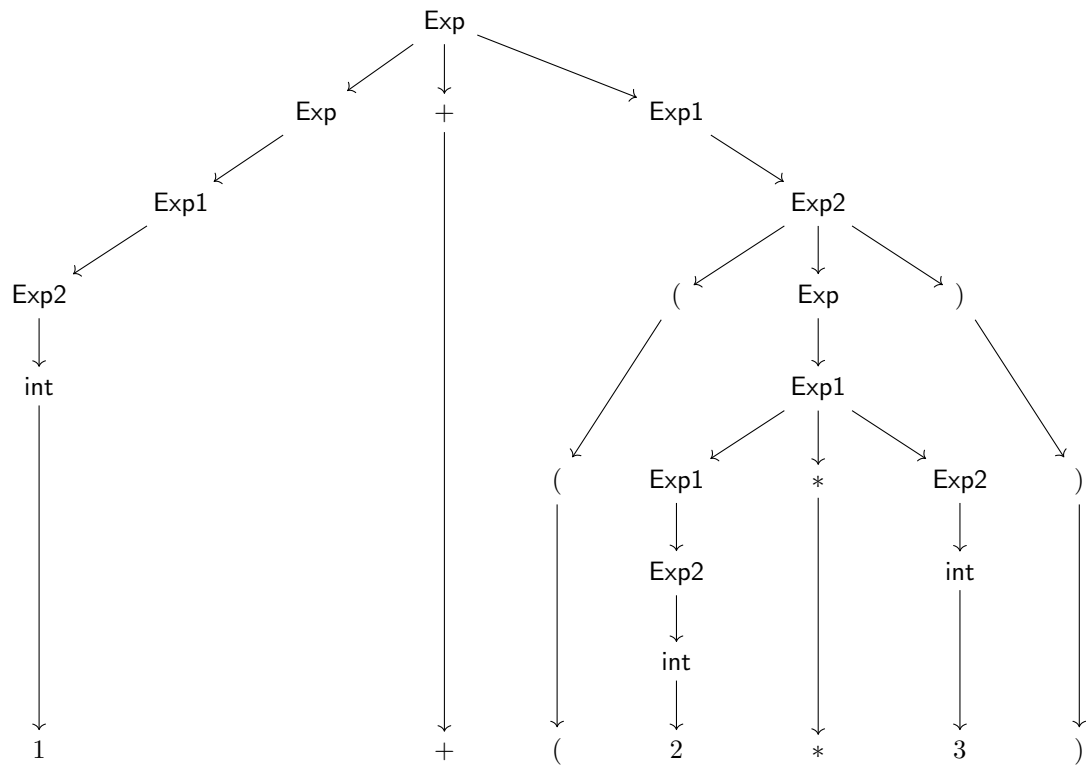 Exp
Exp + Exp1
Exp1 Exp2
Exp2 ( Exp )
int Exp1
( Exp1 * Exp2 )
Exp2 int
int
1 + ( 2 * 3 )